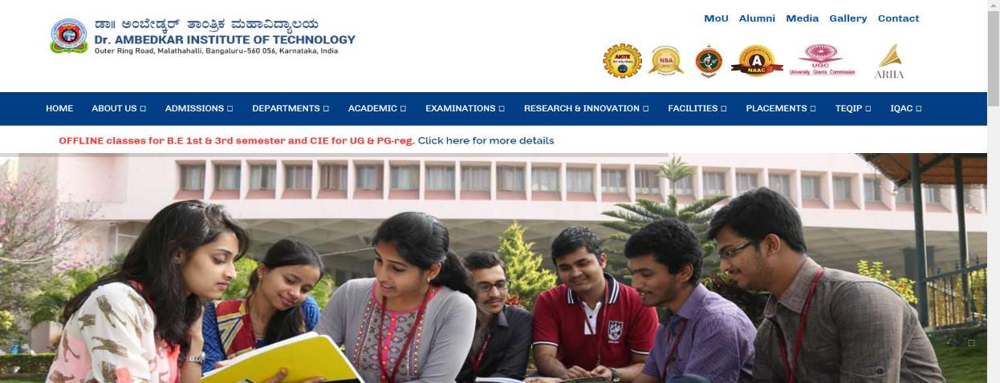 MoU Alumni Media Gallery Contact
ಡಾ॥ ಅಂಬೇಡ್ಕರ್ ತಾಂತ್ರಿಕ ಮಹಾವಿದ್ಯಾಲಯ
Dr. AMBEDKAR INSTITUTE OF TECHNOLOGY
Outer Ring Road, Malathahalli, Bengaluru-560 056, Karnataka, India
AICTE
NBA
A
NAAC
UGC
University Grants Commission
ARIIA
HOME ABOUT US ADMISSIONS DEPARTMENTS ACADEMIC EXAMINATIONS RESEARCH & INNOVATION FACILITIES PLACEMENTS TEQIP IQAC
OFFLINE classes for B.E 1st & 3rd semester and CIE for UG & PG-reg. Click here for more details